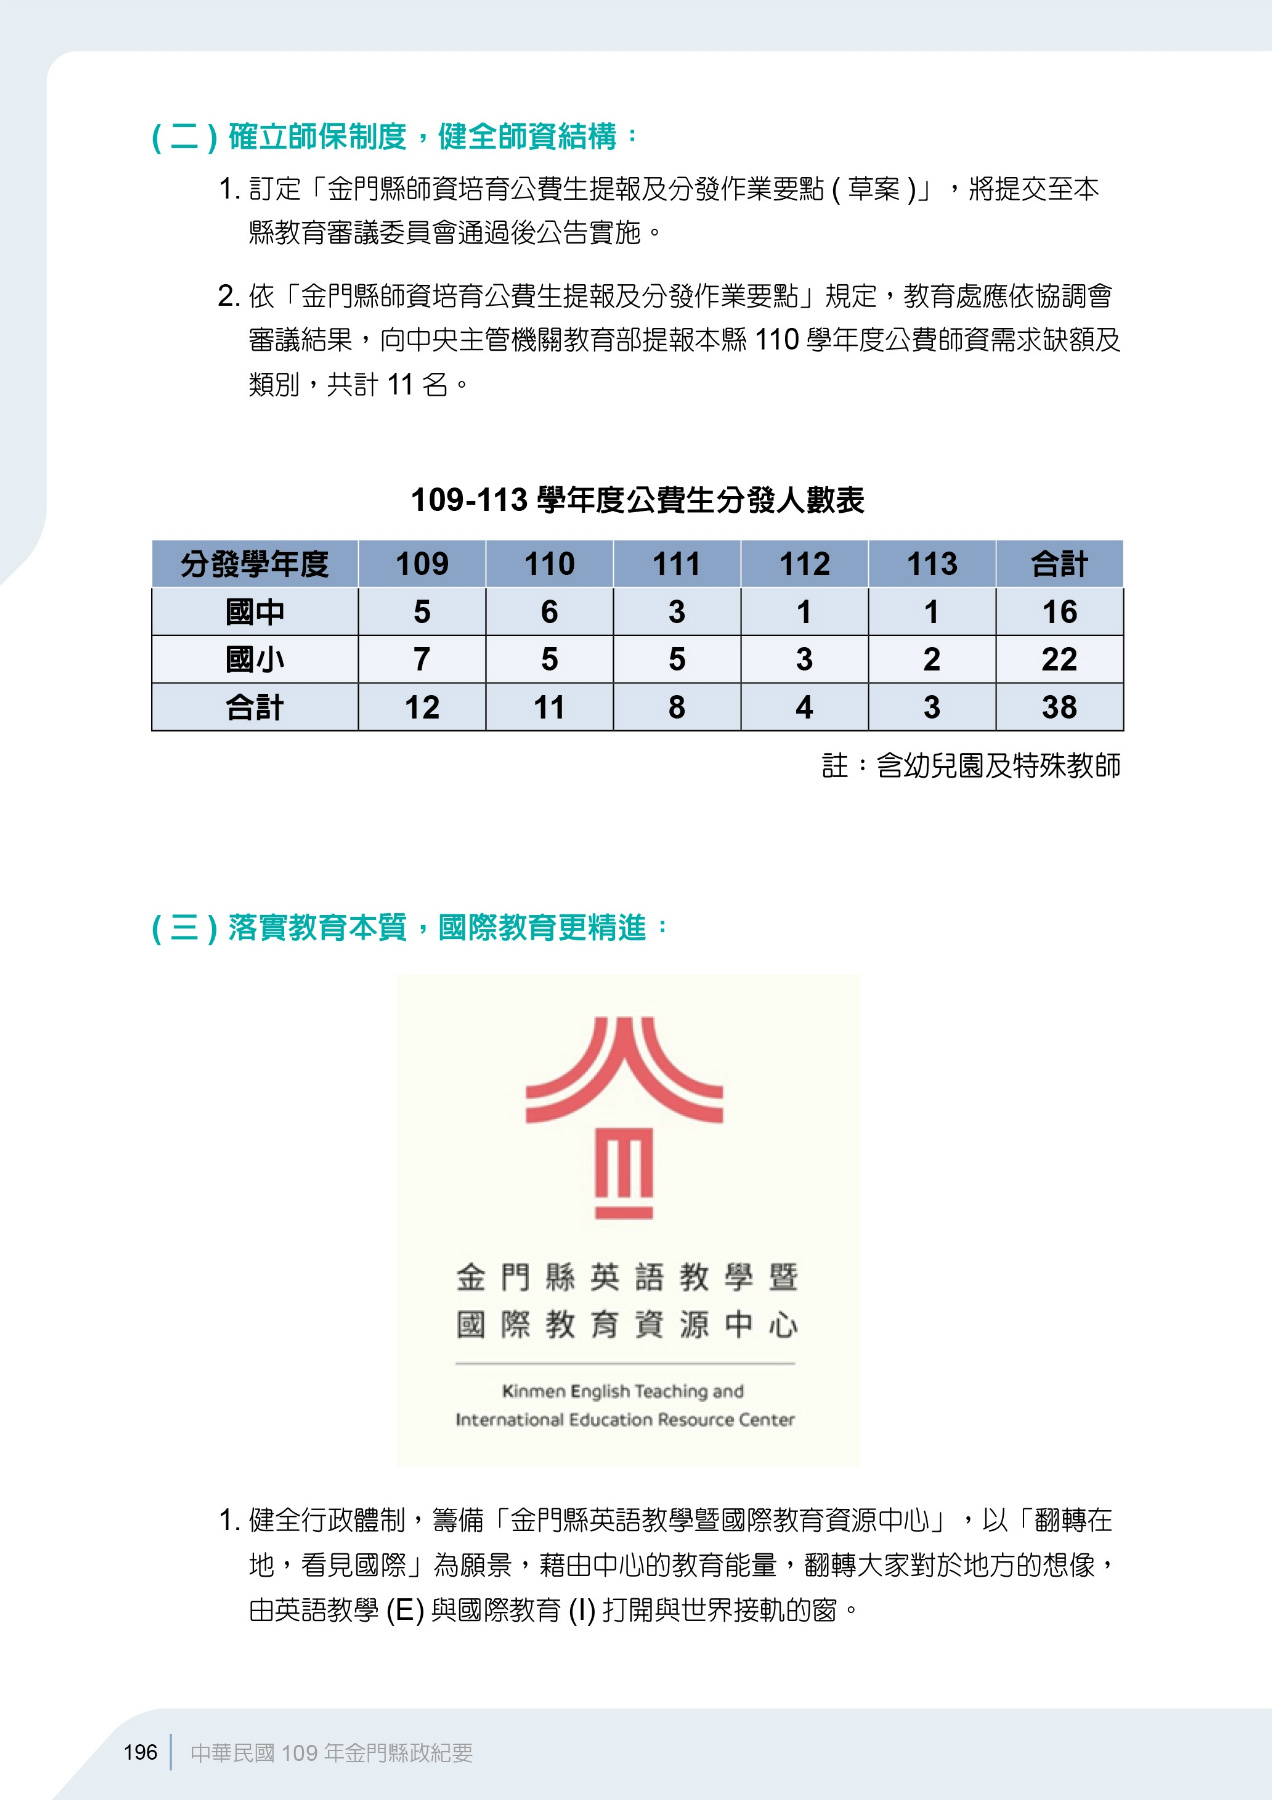 ( 二 ) 確立師保制度，健全師資結構：
1. 訂定「金門縣師資培育公費生提報及分發作業要點 ( 草案 )」，將提交至本
縣教育審議委員會通過後公告實施。
2. 依「金門縣師資培育公費生提報及分發作業要點」規定，教育處應依協調會
審議結果，向中央主管機關教育部提報本縣 110 學年度公費師資需求缺額及
類別，共計 11 名。
109-113 學年度公費生分發人數表
分發學年度 109 110 111 112 113 合計
國中 5 6 3 1 1 16
國小 7 5 5 3 2 22
合計 12 11 8 4 3 38
註：含幼兒園及特殊教師
( 三 ) 落實教育本質，國際教育更精進：
金門縣英語教學暨
國際教育資源中心
Kinmen English Teaching and
International Education Resource Center
1. 健全行政體制，籌備「金門縣英語教學暨國際教育資源中心」，以「翻轉在
地，看見國際」為願景，藉由中心的教育能量，翻轉大家對於地方的想像，
由英語教學 (E) 與國際教育 (I) 打開與世界接軌的窗。
196 中華民國 109 年金門縣政紀要